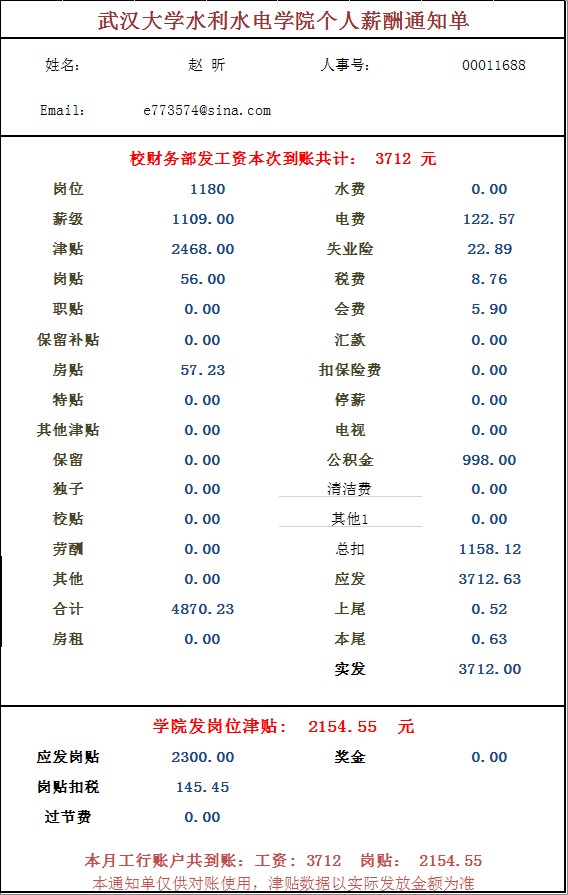 武汉大学水利水电学院个人薪酬通知单
姓名： 赵 昕 人事号： 00011688
Email： e773574@sina.com
校财务部发工资本次到账共计： 3712 元
岗位 1180 水费 0.00
薪级 1109.00 电费 122.57
津贴 2468.00 失业险 22.89
岗贴 56.00 税费 8.76
职贴 0.00 会费 5.90
保留补贴 0.00 汇款 0.00
房贴 57.23 扣保险费 0.00
特贴 0.00 停薪 0.00
其他津贴 0.00 电视 0.00
保留 0.00 公积金 998.00
独子 0.00 清洁费 0.00
校贴 0.00 其他1 0.00
劳酬 0.00 总扣 1158.12
其他 0.00 应发 3712.63
合计 4870.23 上尾 0.52
房租 0.00 本尾 0.63
实发 3712.00
学院发岗位津贴: 2154.55 元
应发岗贴 2300.00 奖金 0.00
岗贴扣税 145.45
过节费 0.00
本月工行账户共到账：工资: 3712 岗贴： 2154.55
本通知单仅供对账使用，津贴数据以实际发放金额为准